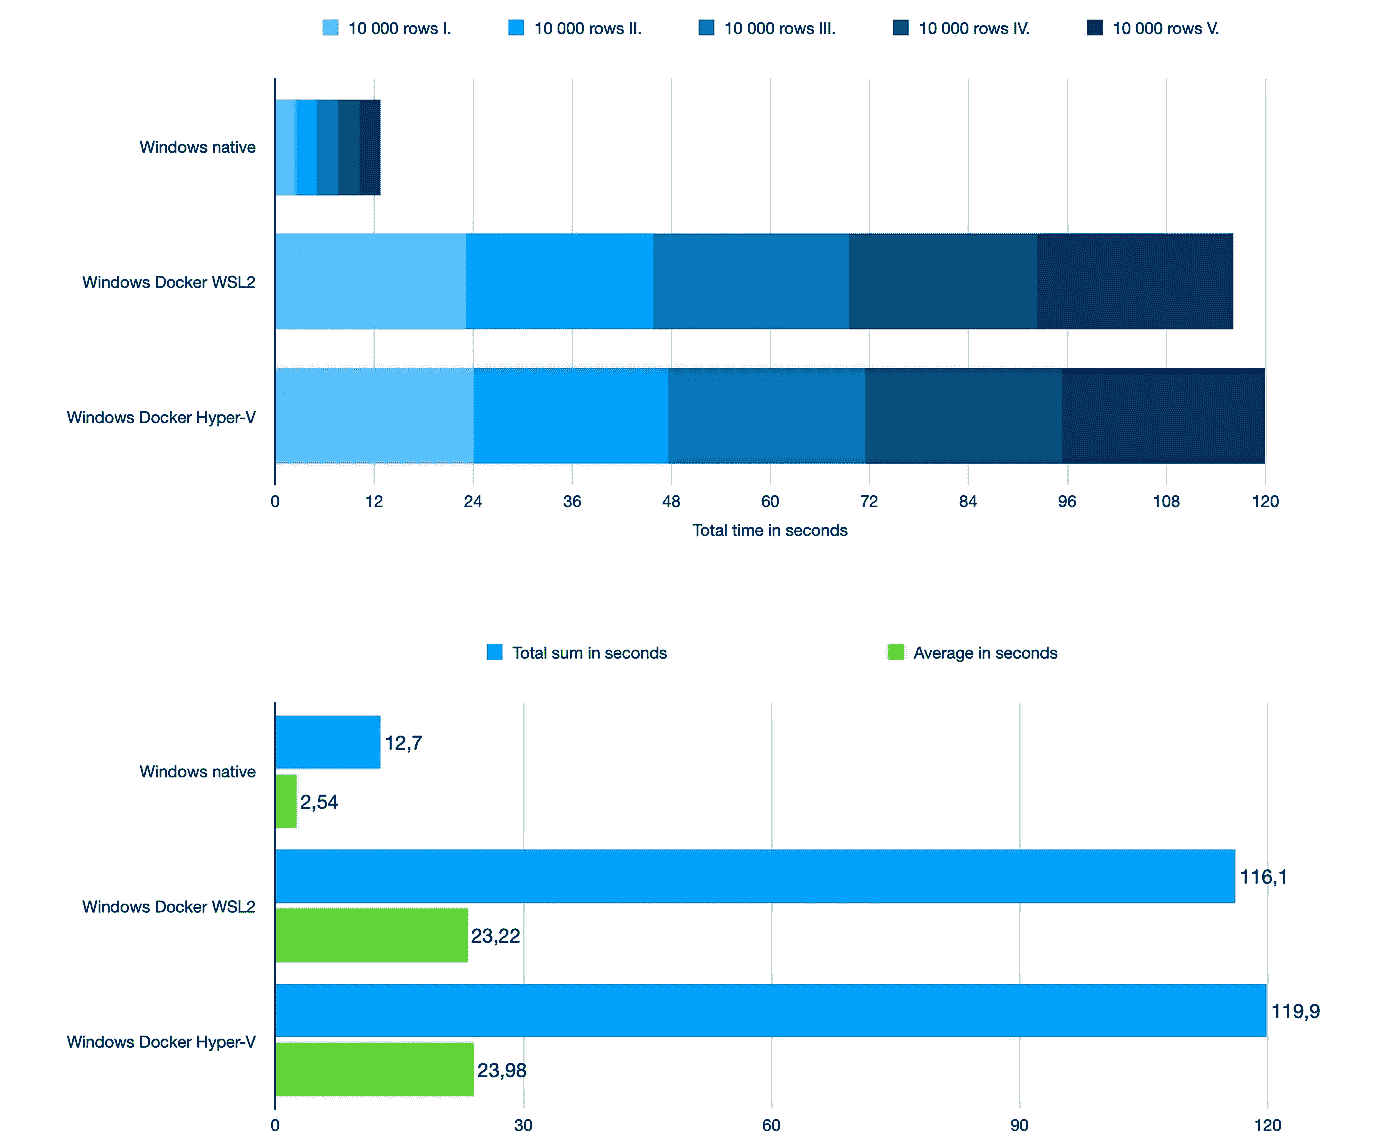 10 000 rows I. 10 000 rows II. 10 000 rows III. 10 000 rows IV. 10 000 rows V.
Windows native
Windows Docker WSL2
Windows Docker Hyper-V
0 12 24 36 48 60 72 84 96 108 120
Total time in seconds
Total sum in seconds Average in seconds
12,7
Windows native
2,54
116,1
Windows Docker WSL2
23,22
119,9
Windows Docker Hyper-V
23,98
0 30 60 90 120